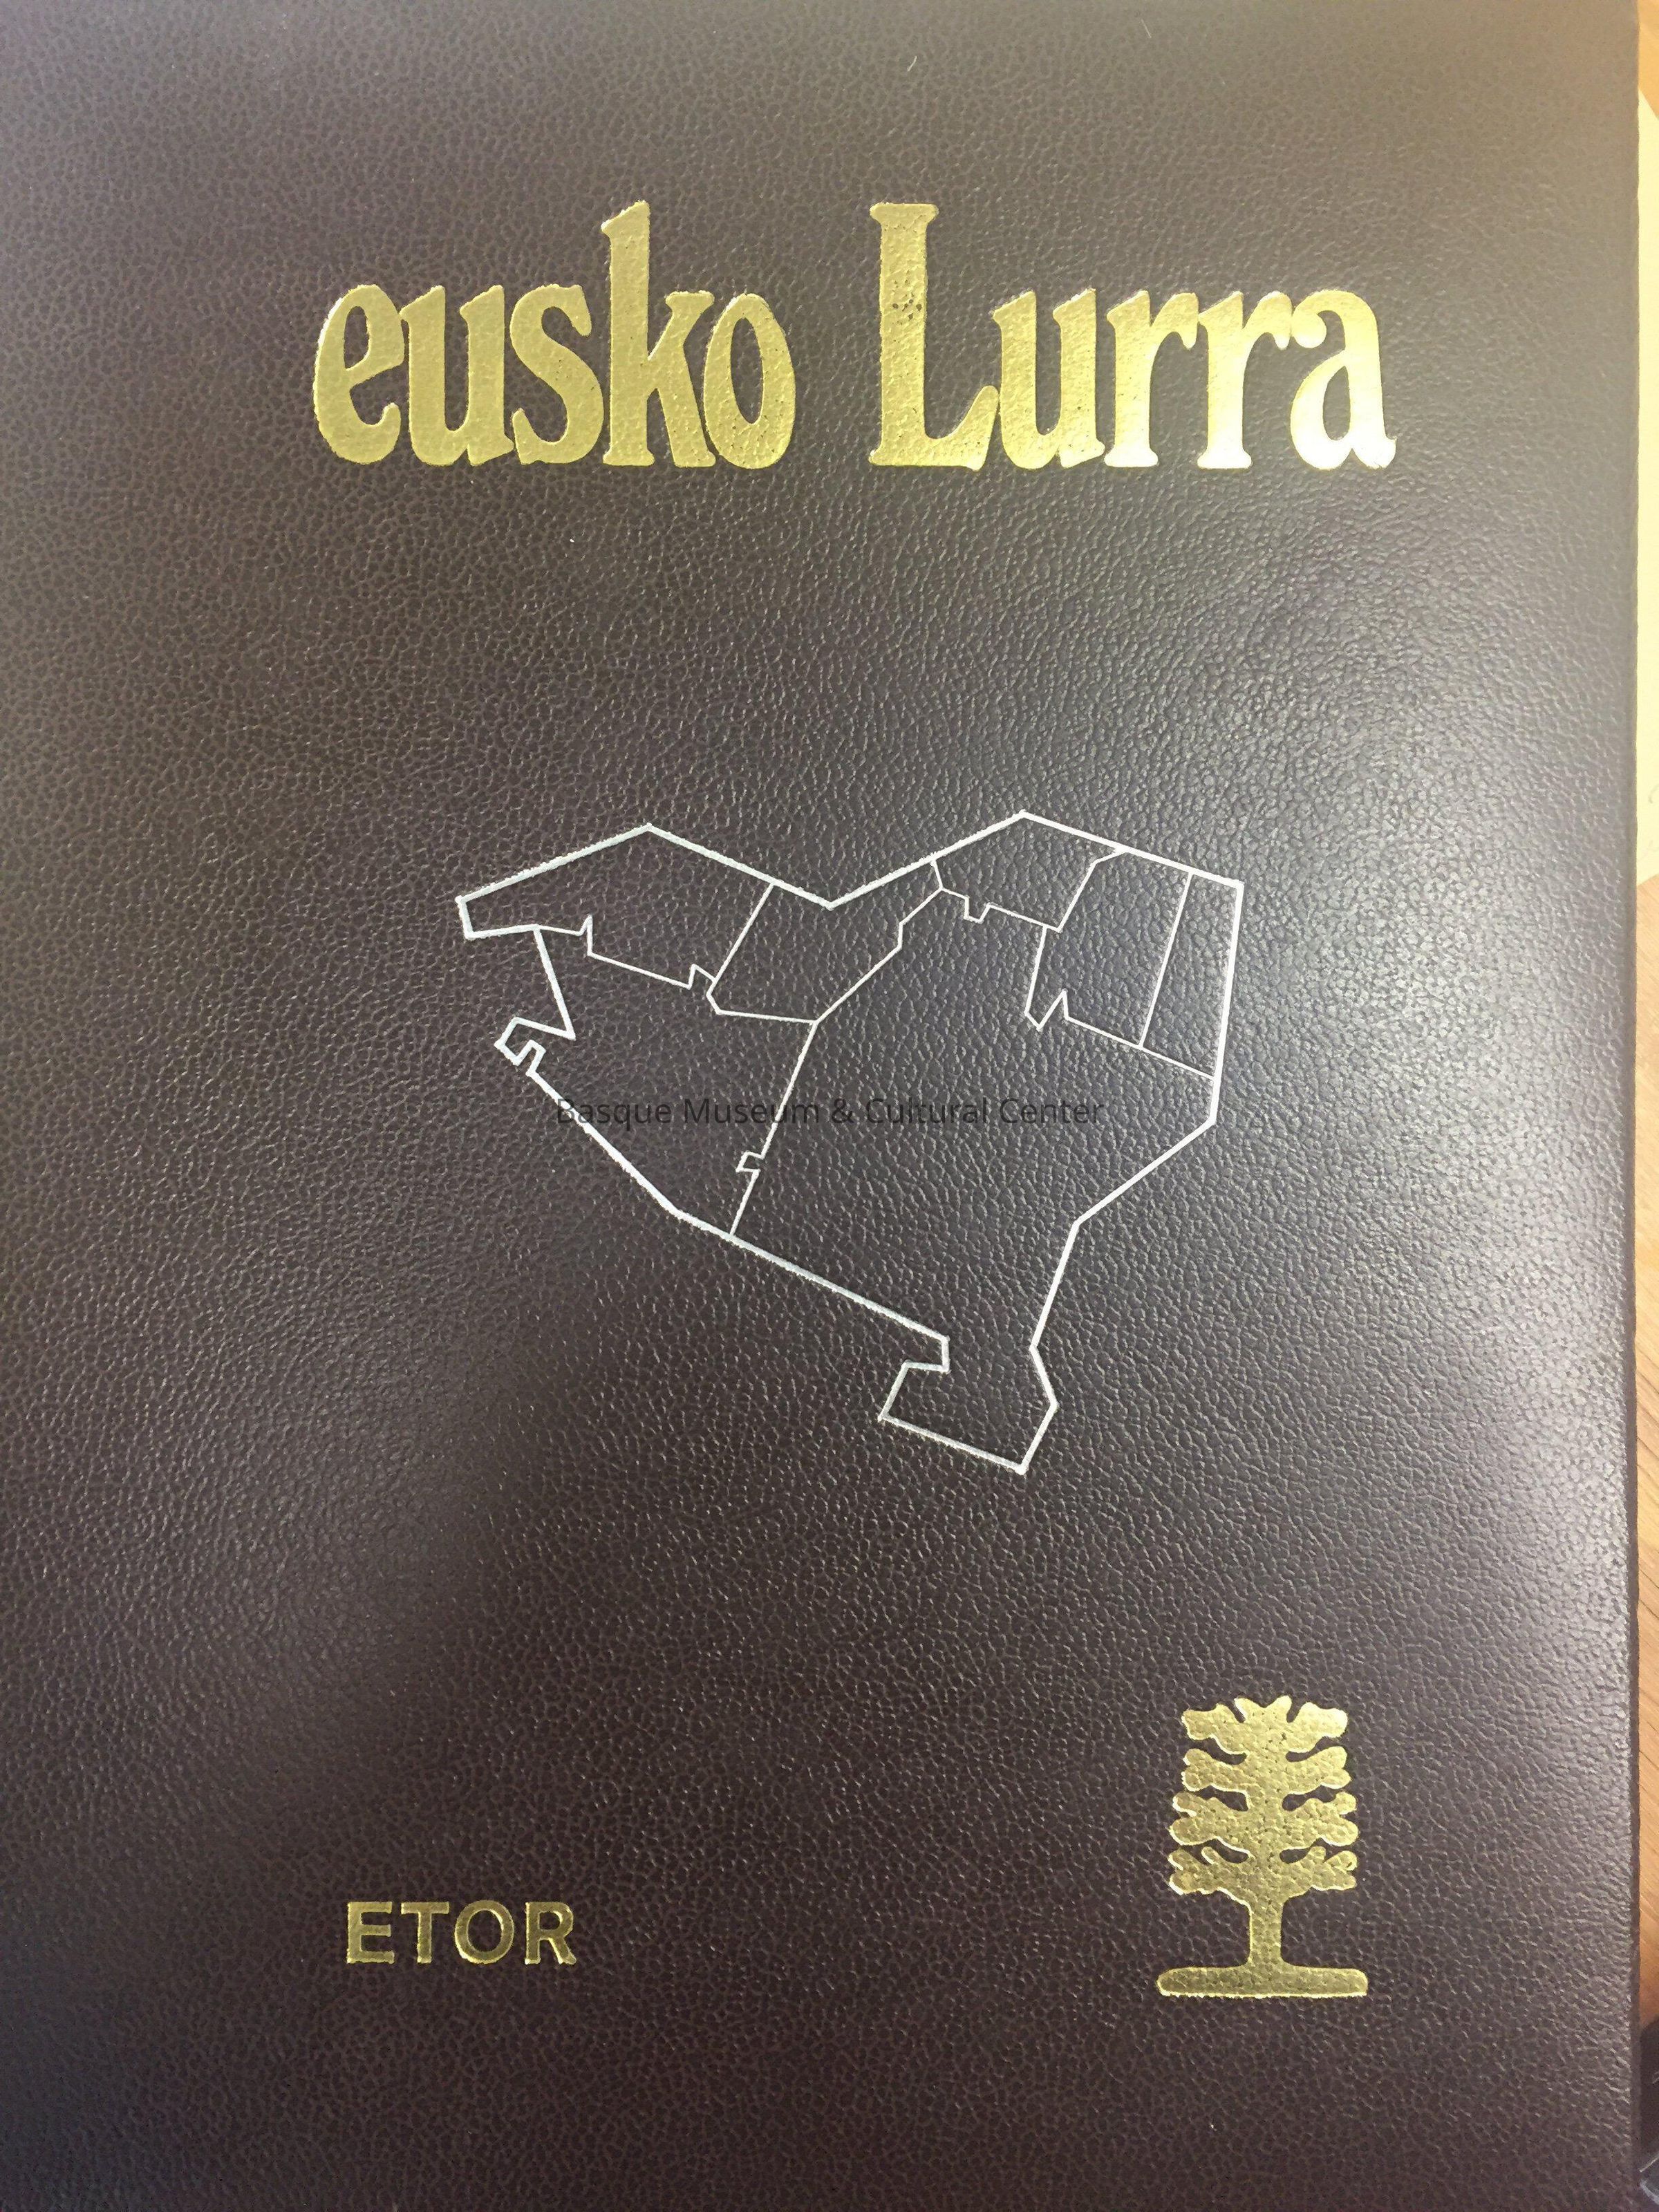 eusko Lurra
Basque Museum & Cultural Center
ETOR